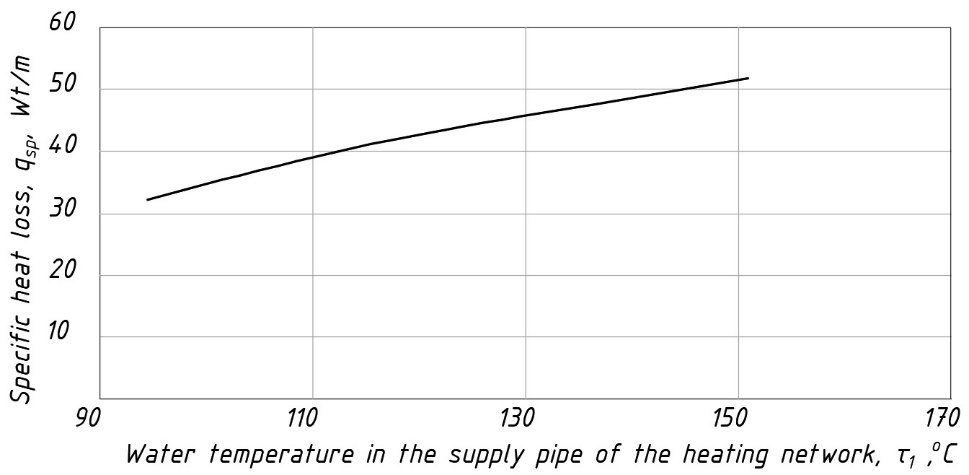 60
50
40
30
20
10
Specific heat loss, qsp, Wt/m
90 110 130 150 170
Water temperature in the supply pipe of the heating network, τ1 ,°C